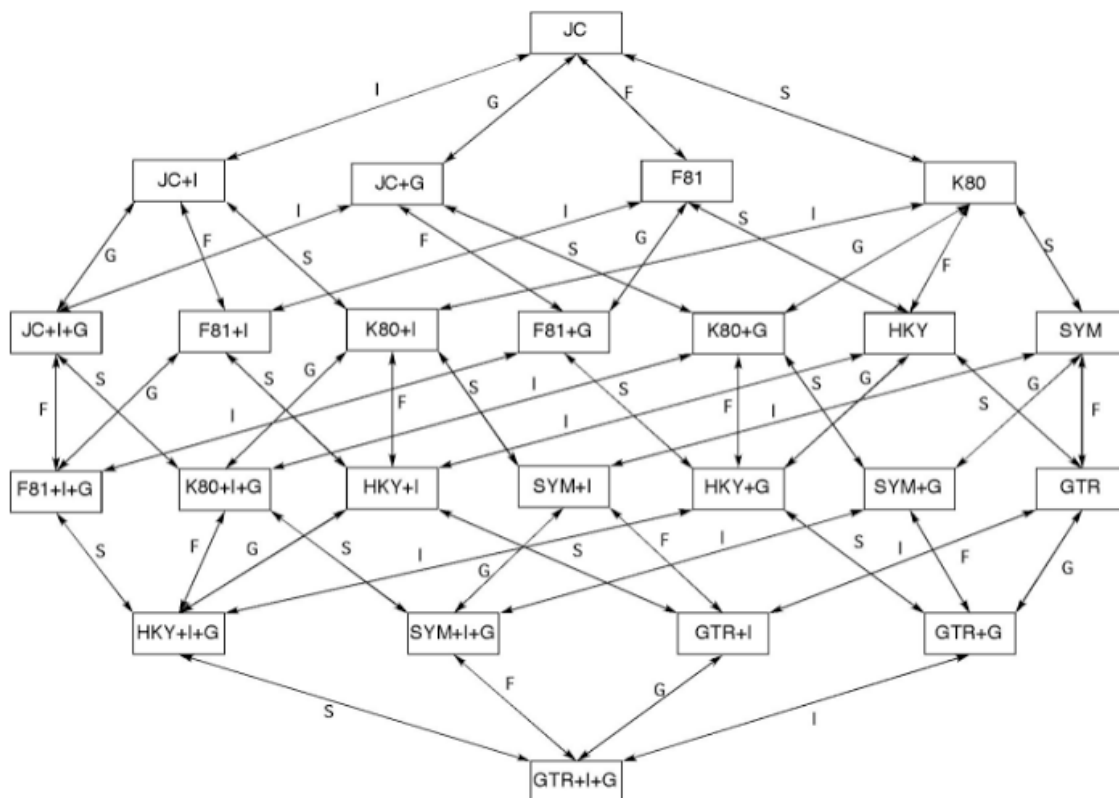 JC
I
G
F
S
JC+I
JC+G
F81
K80
G
F
S
I
F
S
I
G
S
I
G
F
S
JC+I+G
F81+I
K80+I
F81+G
K80+G
HKY
SYM
F
S
G
S
G
F
S
I
I
S
F
I
S
G
I
S
G
F
F81+I+G
K80+I+G
HKY+I
SYM+I
HKY+G
SYM+G
GTR
S
F
G
S
G
S
F
I
I
S
F
I
G
HKY+I+G
SYM+I+G
GTR+I
GTR+G
S
F
G
I
GTR+I+G